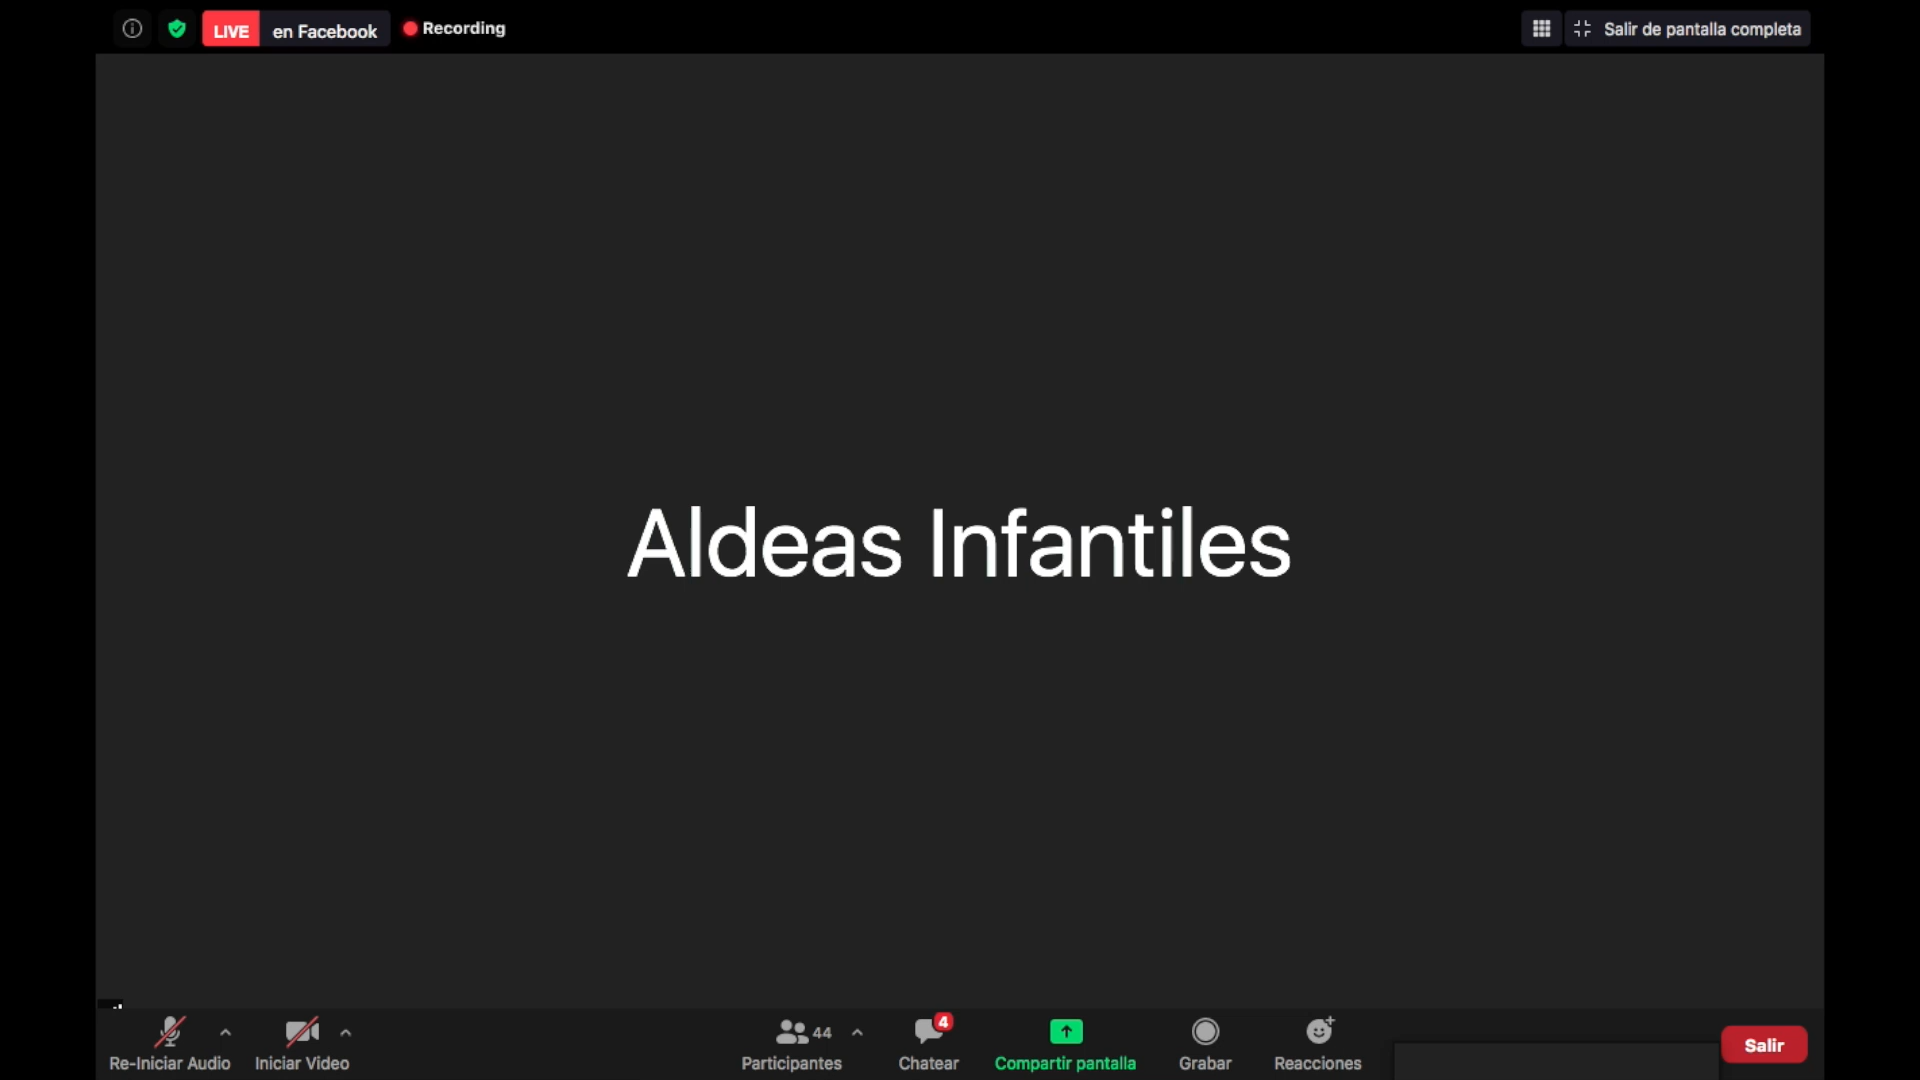 LIVE en Facebook Recording Salir de pantalla completa
Aldeas Infantiles
44 4
Re-Iniciar Audio Iniciar Video Participantes Chatear Compartir pantalla Grabar Reacciones Salir